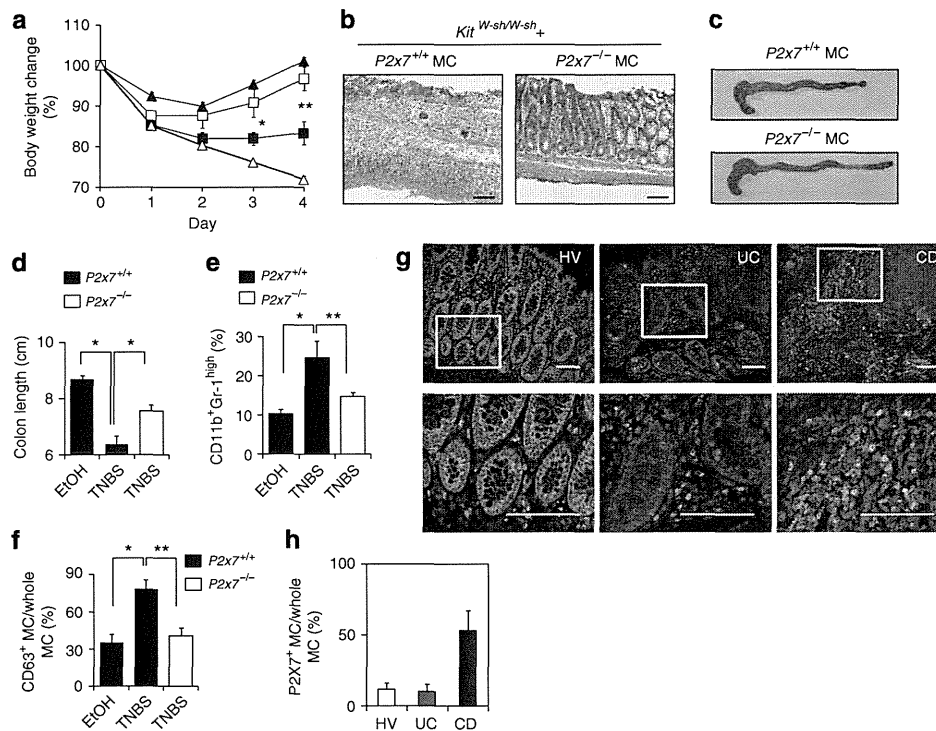 a
110
100
90
80
70
Body weight change
(%)
**
*
0 1 2 3 4
Day
b
Kit W-sh/W-sh+
P2x7+/+ MC
P2x7−/− MC
c
P2x7+/+ MC
P2x7−/− MC
d
P2x7+/+
P2x7−/−
* *
10
8
6
Colon length (cm)
EtOH
TNBS
TNBS
e
P2x7+/+
P2x7−/−
* **
30
20
10
0
CD11b+Gr-1high (%)
EtOH
TNBS
TNBS
g
HV
UC
CD
f
P2x7+/+
P2x7−/−
* **
90
60
30
0
CD63+ MC/whole
MC (%)
EtOH
TNBS
TNBS
h
100
50
0
P2X7+ MC/whole
MC (%)
HV
UC
CD